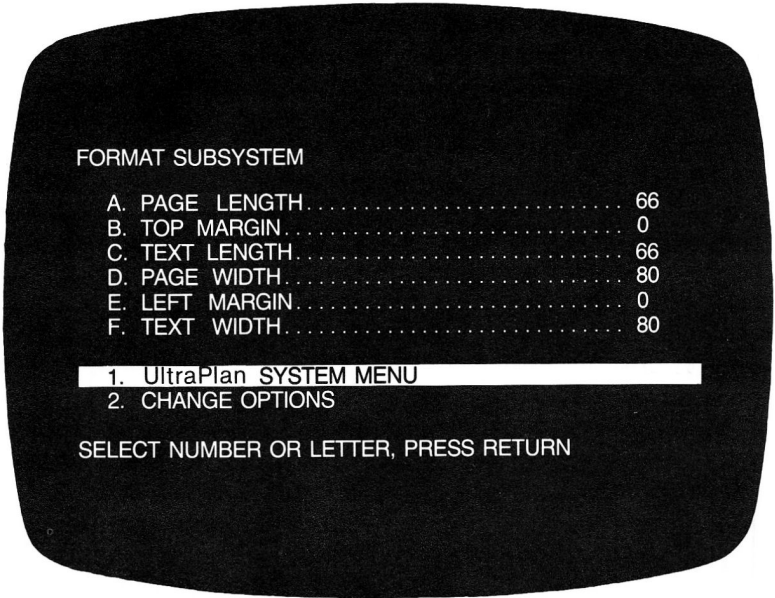 FORMAT SUBSYSTEM
A. PAGE LENGTH.............................. 66
B. TOP MARGIN................................ 0
C. TEXT LENGTH............................... 66
D. PAGE WIDTH................................ 80
E. LEFT MARGIN............................... 0
F. TEXT WIDTH................................ 80
1. UltraPlan SYSTEM MENU
2. CHANGE OPTIONS
SELECT NUMBER OR LETTER, PRESS RETURN